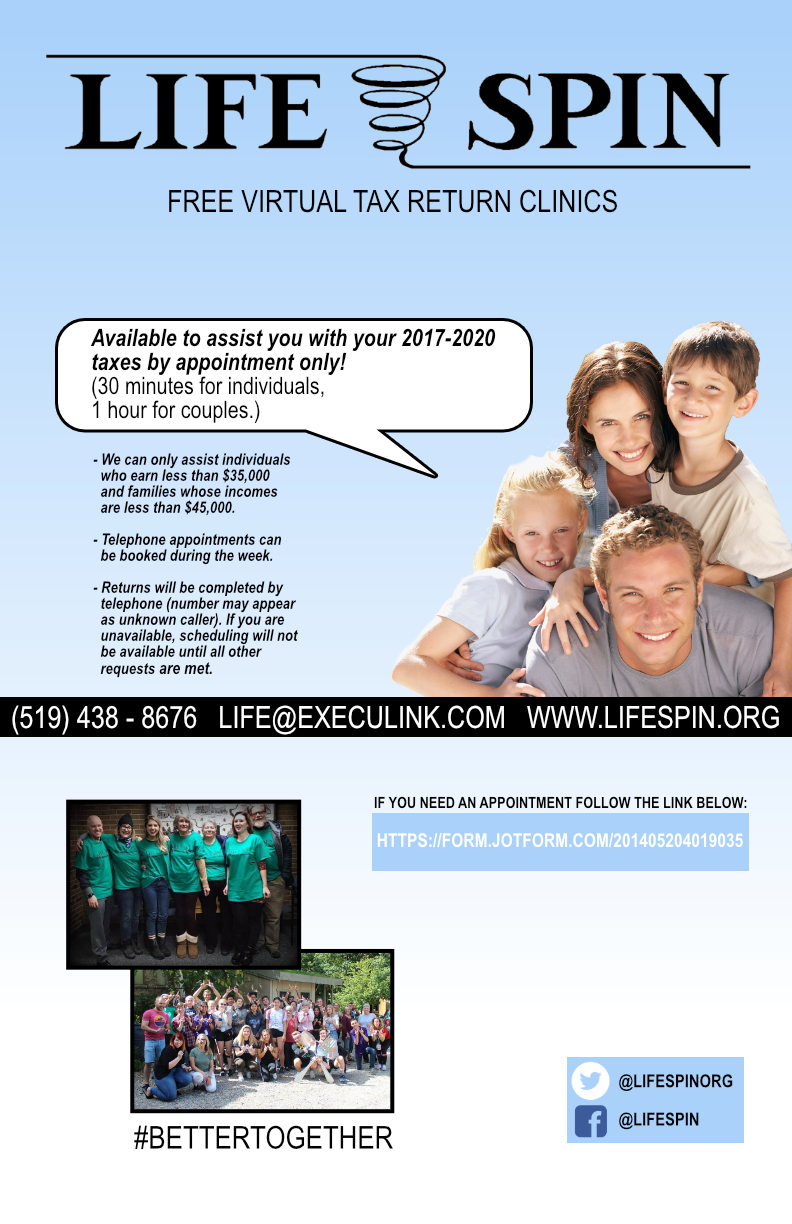 LIFE SPIN
FREE VIRTUAL TAX RETURN CLINICS
Available to assist you with your 2017-2020
taxes by appointment only!
(30 minutes for individuals,
1 hour for couples.)
- We can only assist individuals
who earn less than $35,000
and families whose incomes
are less than $45,000.
- Telephone appointments can
be booked during the week.
- Returns will be completed by
telephone (number may appear
as unknown caller). If you are
unavailable, scheduling will not
be available until all other
requests are met.
(519) 438 - 8676 LIFE@EXECULINK.COM WWW.LIFESPIN.ORG
IF YOU NEED AN APPOINTMENT FOLLOW THE LINK BELOW:
HTTPS://FORM.JOTFORM.COM/201405204019035
@LIFESPINORG
@LIFESPIN
#BETTERTOGETHER